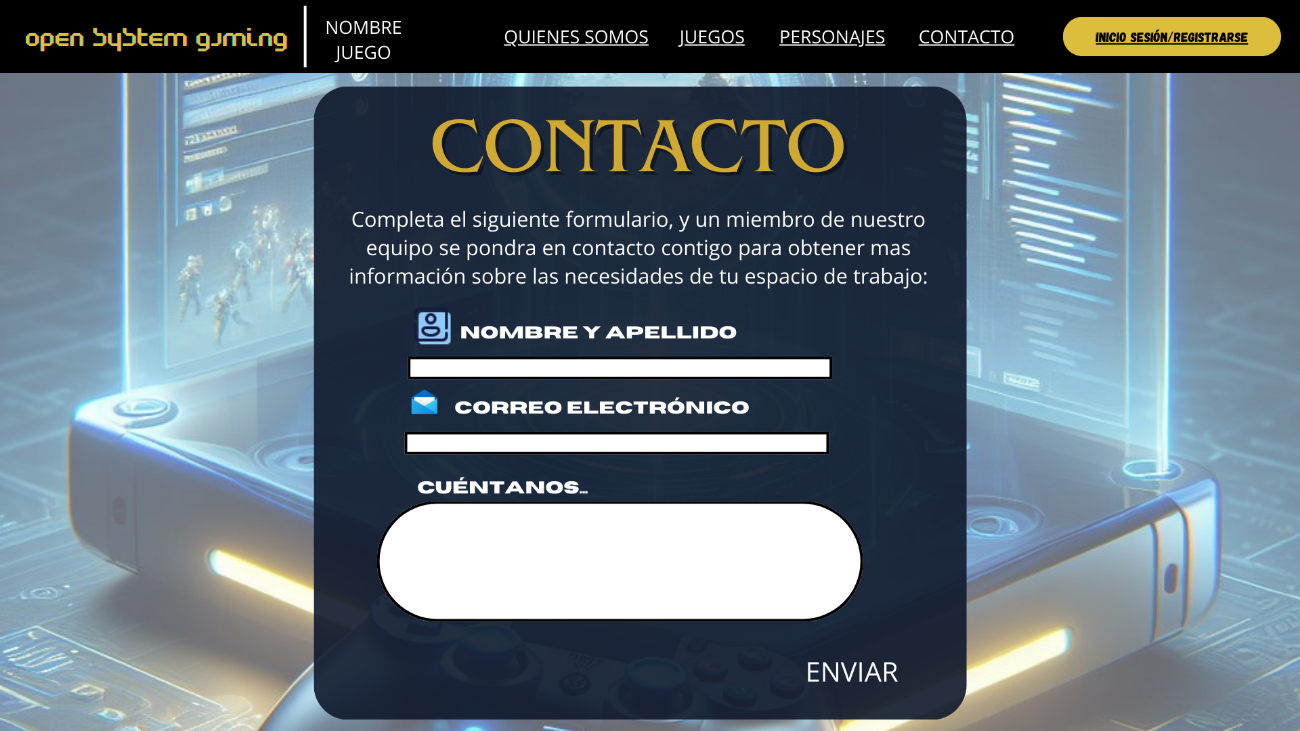 open system gaming
NOMBRE
JUEGO
QUIENES SOMOS
JUEGOS
PERSONAJES
CONTACTO
INICIO SESIÓN/REGISTRARSE
CONTACTO
Completa el siguiente formulario, y un miembro de nuestro
equipo se pondra en contacto contigo para obtener mas
información sobre las necesidades de tu espacio de trabajo:
NOMBRE Y APELLIDO
CORREO ELECTRÓNICO
CUÉNTANOS...
ENVIAR